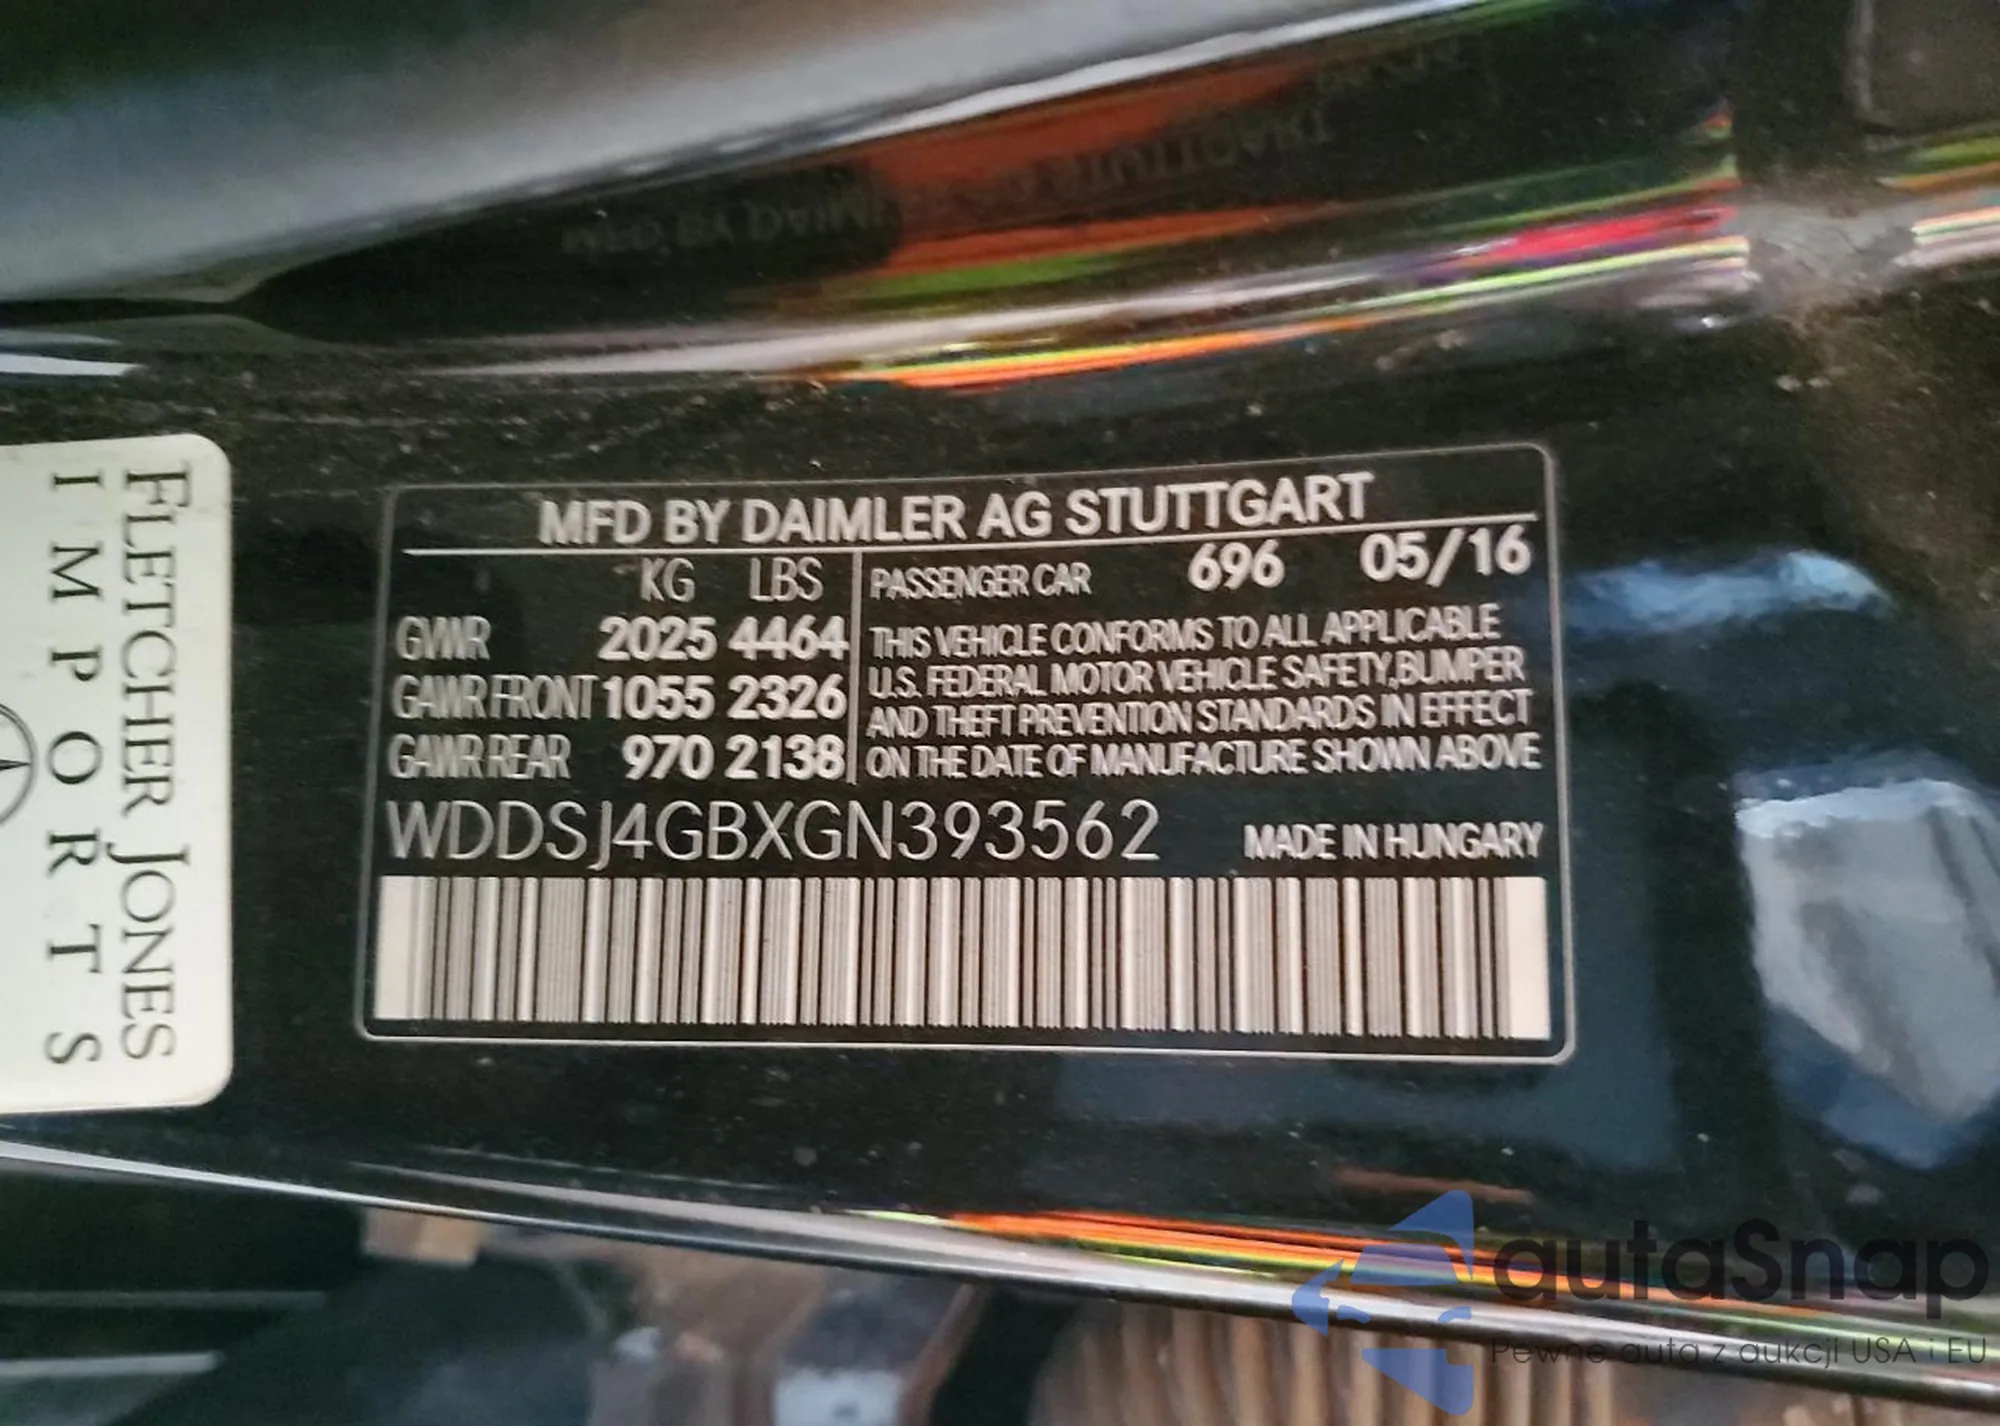 MFD BY DAIMLER AG STUTTGART
KG LBS
GVWR 2025 4464
GAWR FRONT 1055 2326
GAWR REAR 970 2138
PASSENGER CAR 696 05/16
THIS VEHICLE CONFORMS TO ALL APPLICABLE
U.S. FEDERAL MOTOR VEHICLE SAFETY, BUMPER
AND THEFT PREVENTION STANDARDS IN EFFECT
ON THE DATE OF MANUFACTURE SHOWN ABOVE
WDDSJ4GBXGN393562 MADE IN HUNGARY
FLETCHER JONES
IMPORTS
autaSnap
Pewne auta z aukcji USA i EU